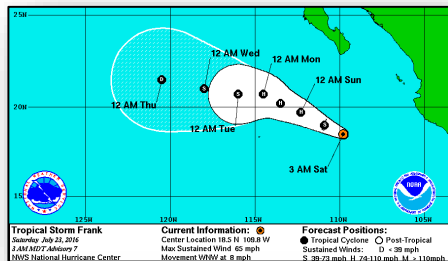 12 AM Wed
12 AM Mon
D
12 AM Sun
20N
S
S
H
H
H
20N
12 AM Thu
12 AM Tue
S
3 AM Sat
NOAA
125W
120W
115W
110W
105W
Tropical Storm Frank
Saturday July 23, 2016
3 AM MDT Advisory 7
NWS National Hurricane Center
Current Information:
Center Location 18.5 N 109.8 W
Max Sustained Wind 65 mph
Movement WNW at 8 mph
Forecast Positions:
Tropical Cyclone Post-Tropical
Sustained Winds: D < 39 mph
S 39-73 mph H 74-110 mph M > 110mph